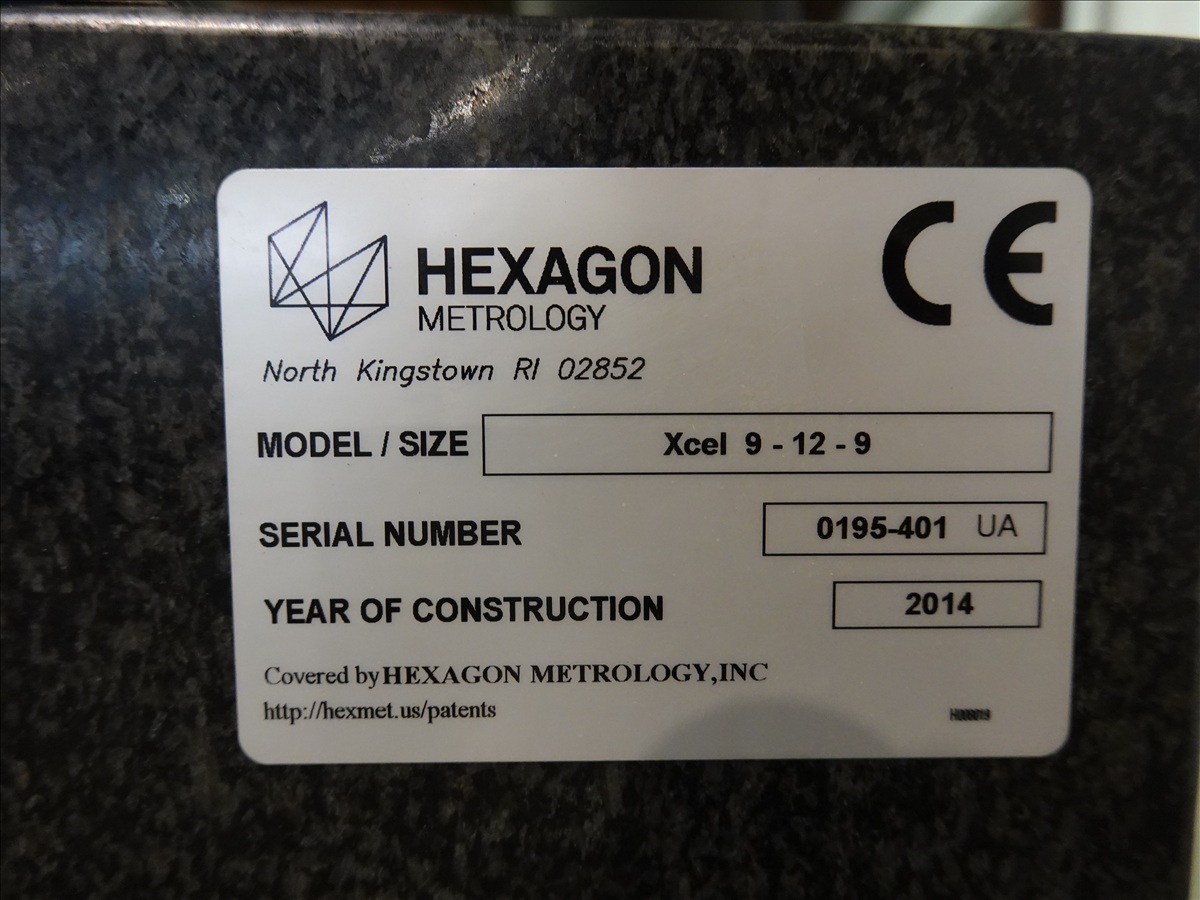 HEXAGON
METROLOGY
CE
North Kingstown RI 02852
MODEL / SIZE Xcel 9 - 12 - 9
SERIAL NUMBER 0195-401 UA
YEAR OF CONSTRUCTION 2014
Covered by HEXAGON METROLOGY,INC
http://hexmet.us/patents